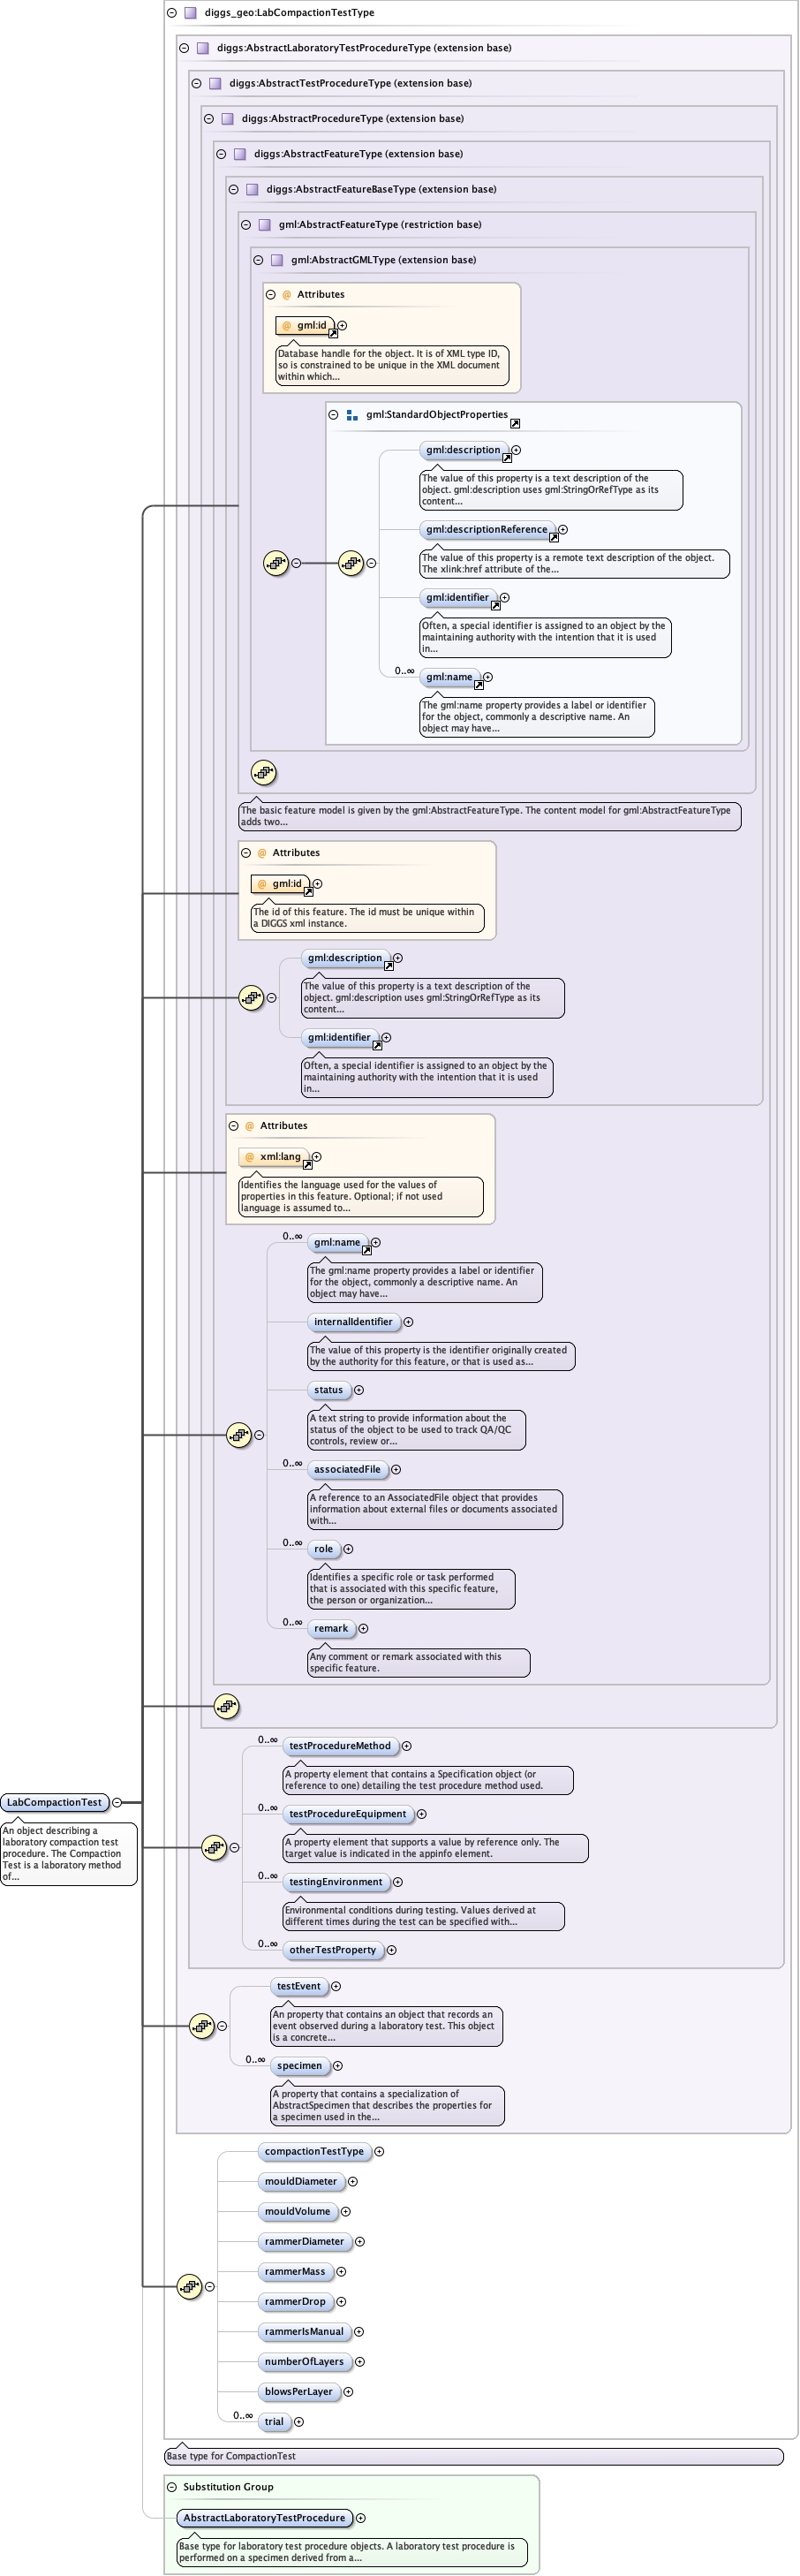 diggs_geo:LabCompactionTestType
diggs:AbstractLaboratoryTestProcedureType (extension base)
diggs:AbstractTestProcedureType (extension base)
diggs:AbstractProcedureType (extension base)
diggs:AbstractFeatureType (extension base)
diggs:AbstractFeatureBaseType (extension base)
gml:AbstractFeatureType (restriction base)
gml:AbstractGMLType (extension base)
@ Attributes
@ gml:id
Database handle for the object. It is of XML type ID,
so is constrained to be unique in the XML document
within which...
gml:StandardObjectProperties
gml:description
The value of this property is a text description of the
object. gml:description uses gml:StringOrRefType as its
content...
gml:descriptionReference
The value of this property is a remote text description of the object.
The xlink:href attribute of the...
gml:identifier
Often, a special identifier is assigned to an object by the
maintaining authority with the intention that it is used
in...
0..∞
gml:name
The gml:name property provides a label or identifier
for the object, commonly a descriptive name. An
object may have...
The basic feature model is given by the gml:AbstractFeatureType. The content model for gml:AbstractFeatureType
adds two...
@ Attributes
@ gml:id
The id of this feature. The id must be unique within
a DIGGS xml instance.
gml:description
The value of this property is a text description of the
object. gml:description uses gml:StringOrRefType as its
content...
gml:identifier
Often, a special identifier is assigned to an object by the
maintaining authority with the intention that it is used
in...
@ Attributes
@ xml:lang
Identifies the language used for the values of
properties in this feature. Optional; if not used
language is assumed to...
0..∞
gml:name
The gml:name property provides a label or identifier
for the object, commonly a descriptive name. An
object may have...
internalIdentifier
The value of this property is the identifier originally created
by the authority for this feature, or that is used as...
status
A text string to provide information about the
status of the object to be used to track QA/QC
controls, review or...
0..∞
associatedFile
A reference to an AssociatedFile object that provides
information about external files or documents associated
with...
0..∞
role
Identifies a specific role or task performed
that is associated with this specific feature,
the person or organization...
0..∞
remark
Any comment or remark associated with this
specific feature.
0..∞
testProcedureMethod
A property element that contains a Specification object (or
reference to one) detailing the test procedure method used.
LabCompactionTest
An object describing a
laboratory compaction test
procedure. The Compaction
Test is a laboratory method
of...
0..∞
testProcedureEquipment
A property element that supports a value by reference only. The
target value is indicated in the appinfo element.
0..∞
testingEnvironment
Environmental conditions during testing. Values derived at
different times during the test can be specified with...
0..∞
otherTestProperty
testEvent
An property that contains an object that records an
event observed during a laboratory test. This object
is a concrete...
0..∞
specimen
A property that contains a specialization of
AbstractSpecimen that describes the properties for
a specimen used in the...
compactionTestType
mouldDiameter
mouldVolume
rammerDiameter
rammerMass
rammerDrop
rammerIsManual
numberOfLayers
blowsPerLayer
0..∞
trial
Base type for CompactionTest
Substitution Group
AbstractLaboratoryTestProcedure
Base type for laboratory test procedure objects. A laboratory test procedure is
performed on a specimen derived from a...